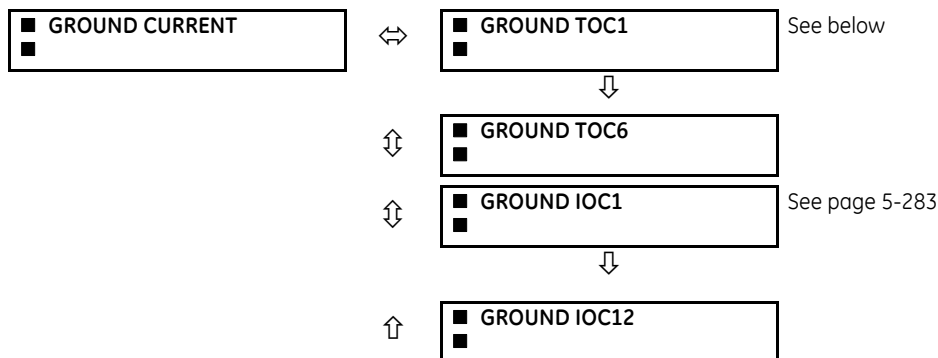 ■ GROUND CURRENT
■
■ GROUND TOC1
■
See below
■ GROUND TOC6
■
■ GROUND IOC1
■
See page 5-283
■ GROUND IOC12
■